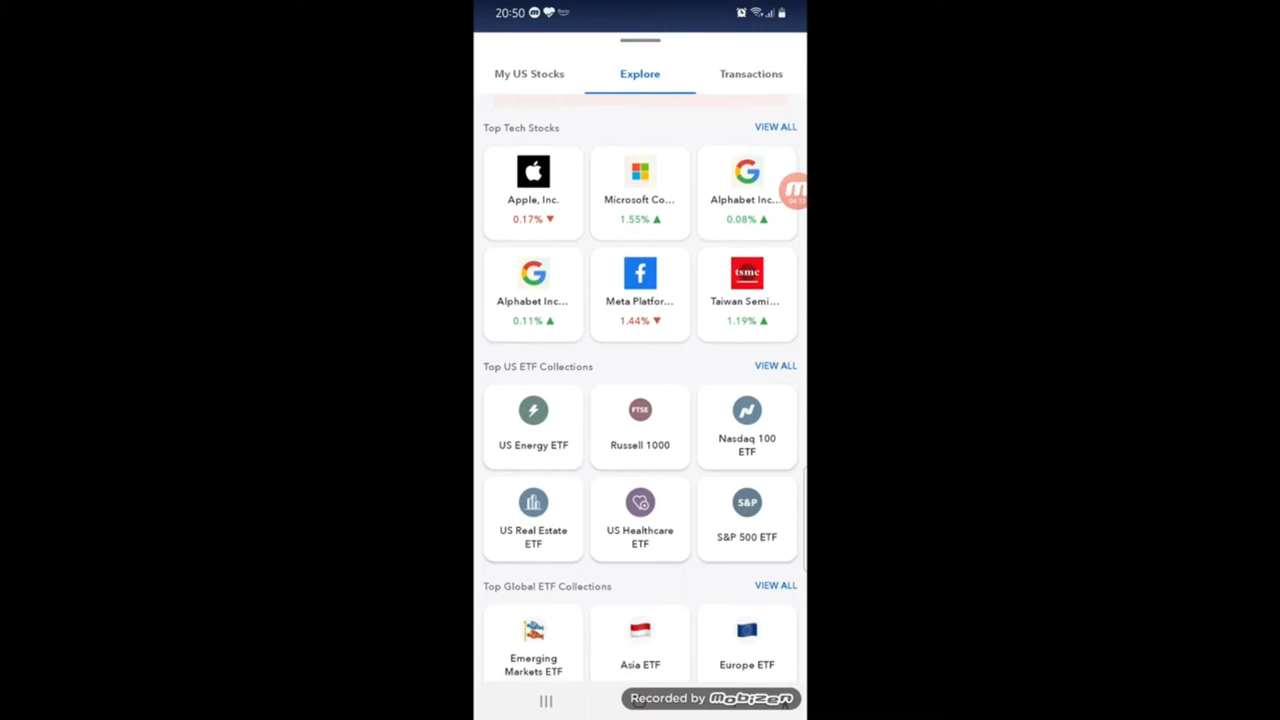 20:50
My US Stocks
Explore
Transactions
Top Tech Stocks
VIEW ALL
Apple, Inc.
0.17%
Microsoft Co...
1.55%
Alphabet Inc...
0.08%
Alphabet Inc...
0.11%
Meta Platfor...
1.44%
tsmc
Taiwan Semi...
1.19%
Top US ETF Collections
VIEW ALL
US Energy ETF
FTSE
Russell 1000
Nasdaq 100
ETF
US Real Estate
ETF
US Healthcare
ETF
S&P
S&P 500 ETF
Top Global ETF Collections
VIEW ALL
Emerging
Markets ETF
Asia ETF
Europe ETF
Recorded by mobizen